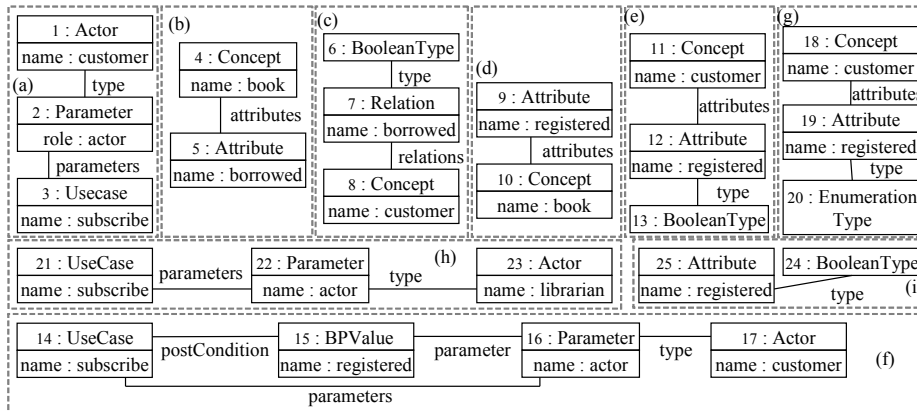 (a)
1 : Actor
name : customer
type
2 : Parameter
role : actor
parameters
3 : Usecase
name : subscribe
(b)
4 : Concept
name : book
attributes
5 : Attribute
name : borrowed
(c)
6 : BooleanType
type
7 : Relation
name : borrowed
relations
8 : Concept
name : customer
(d)
9 : Attribute
name : registered
attributes
10 : Concept
name : book
(e)
11 : Concept
name : customer
attributes
12 : Attribute
name : registered
type
13 : BooleanType
(g)
18 : Concept
name : customer
attributes
19 : Attribute
name : registered
type
20 : Enumeration
Type
(h)
21 : UseCase
name : subscribe
parameters
22 : Parameter
name : actor
type
23 : Actor
name : librarian
25 : Attribute
name : registered
24 : BooleanType
type
(i)
14 : UseCase
name : subscribe
postCondition
15 : BPValue
name : registered
parameter
16 : Parameter
name : actor
type
17 : Actor
name : customer
(f)
parameters